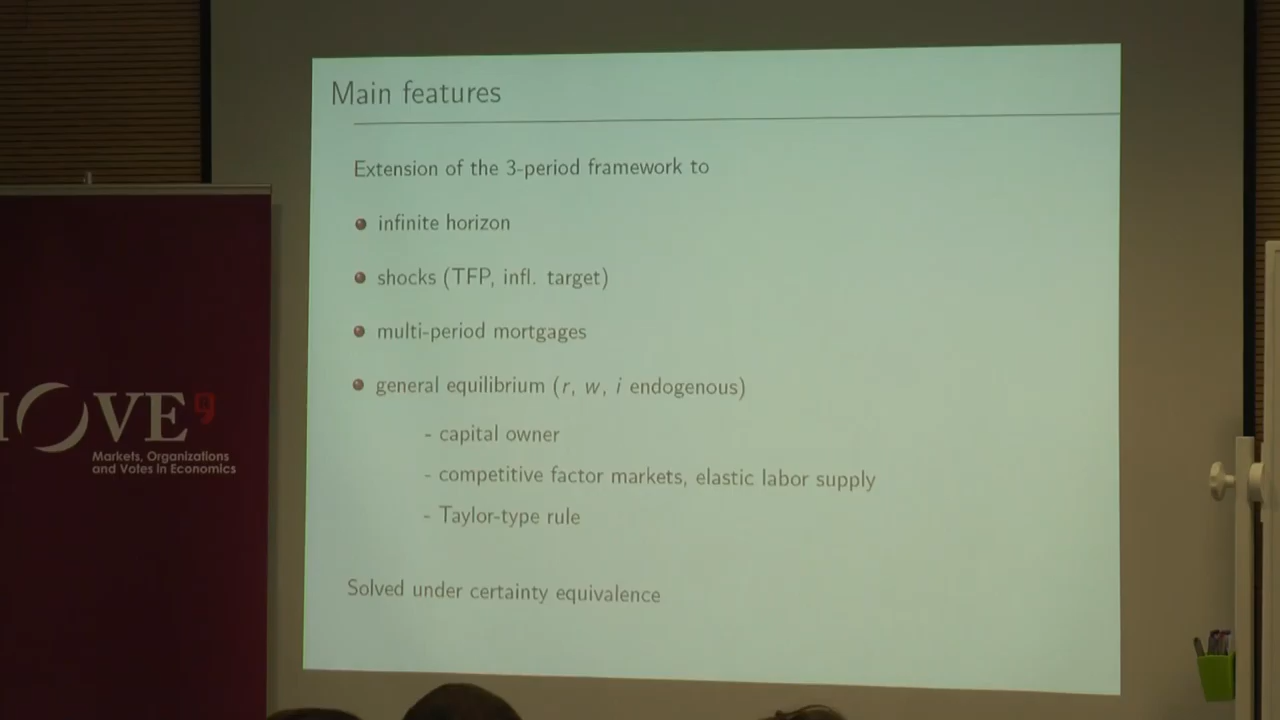 Main features
Extension of the 3-period framework to
infinite horizon
shocks (TFP, infl. target)
multi-period mortgages
general equilibrium (r, w, i endogenous)
- capital owner
- competitive factor markets, elastic labor supply
- Taylor-type rule
Solved under certainty equivalence
MOVE
Markets, Organizations
and Votes in Economics